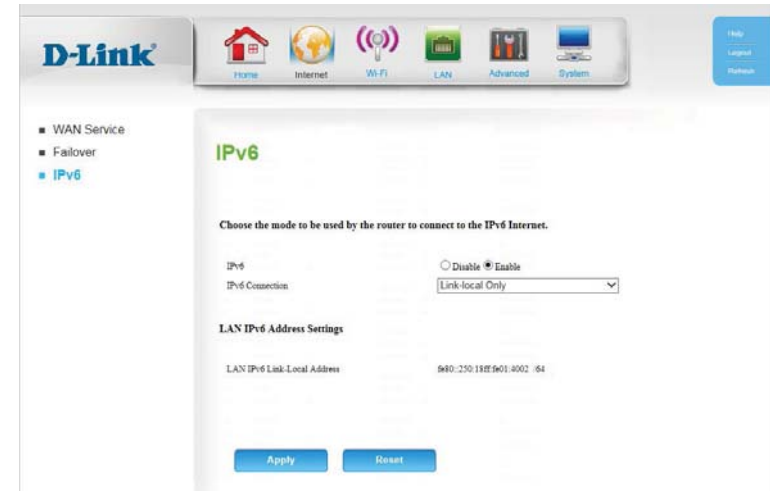 D-Link
Home
Internet
Wi-Fi
LAN
Advanced
System
Help
Logout
Refresh
WAN Service
Failover
IPv6
IPv6
Choose the mode to be used by the router to connect to the IPv6 Internet.
IPv6 Disable Enable
IPv6 Connection Link-local Only
LAN IPv6 Address Settings
LAN IPv6 Link-Local Address fe80::250:18ff:fe01:4002 /64
Apply Reset